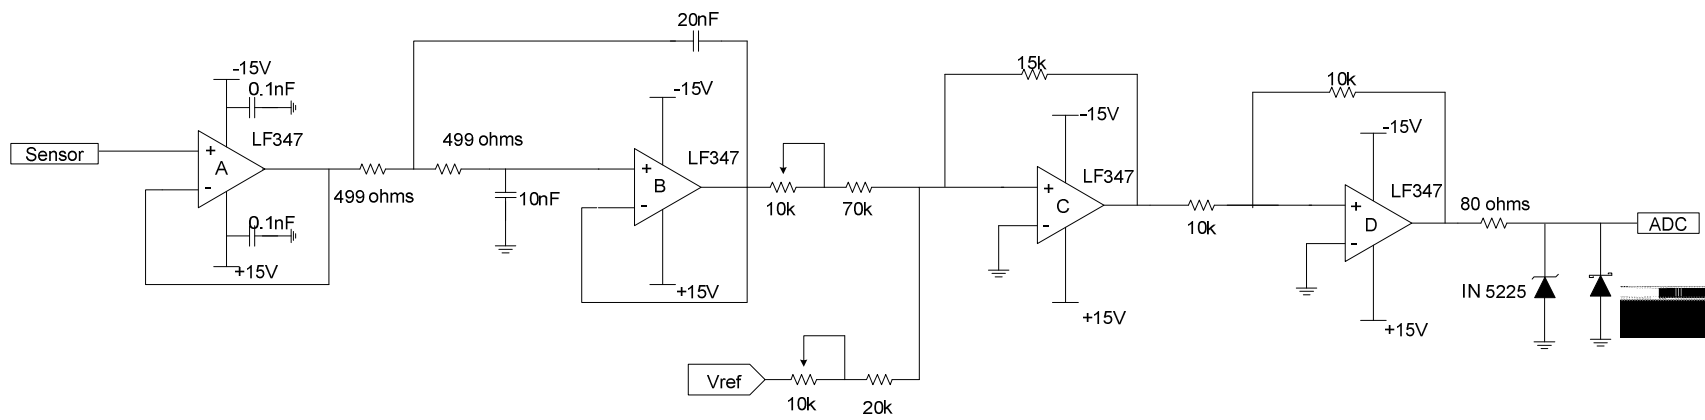 20nF
-15V
0.1nF
LF347
Sensor
+
A
-
499 ohms
0.1nF
+15V
499 ohms
10nF
-15V
LF347
+
B
-
+15V
10k
70k
Vref
10k
20k
15k
-15V
LF347
+
C
-
+15V
10k
10k
-15V
LF347
+
D
-
+15V
80 ohms
ADC
IN 5225